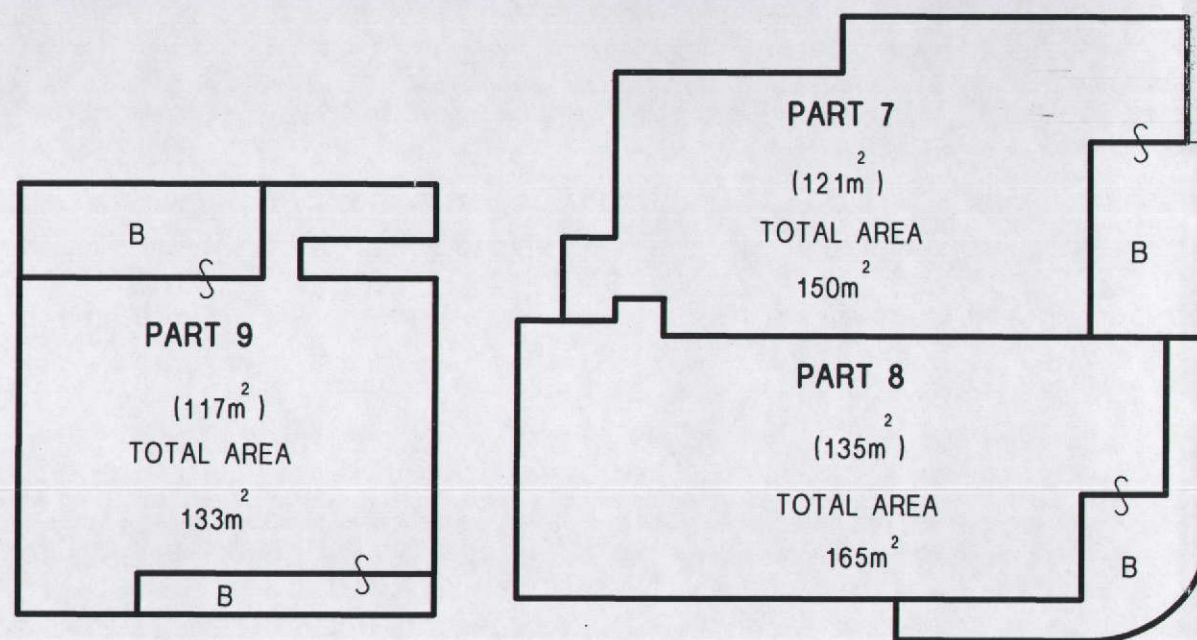 PART 7
(121m²)
TOTAL AREA
150m²
B
B
PART 9
(117m²)
TOTAL AREA
133m²
B
PART 8
(135m²)
TOTAL AREA
165m²
B